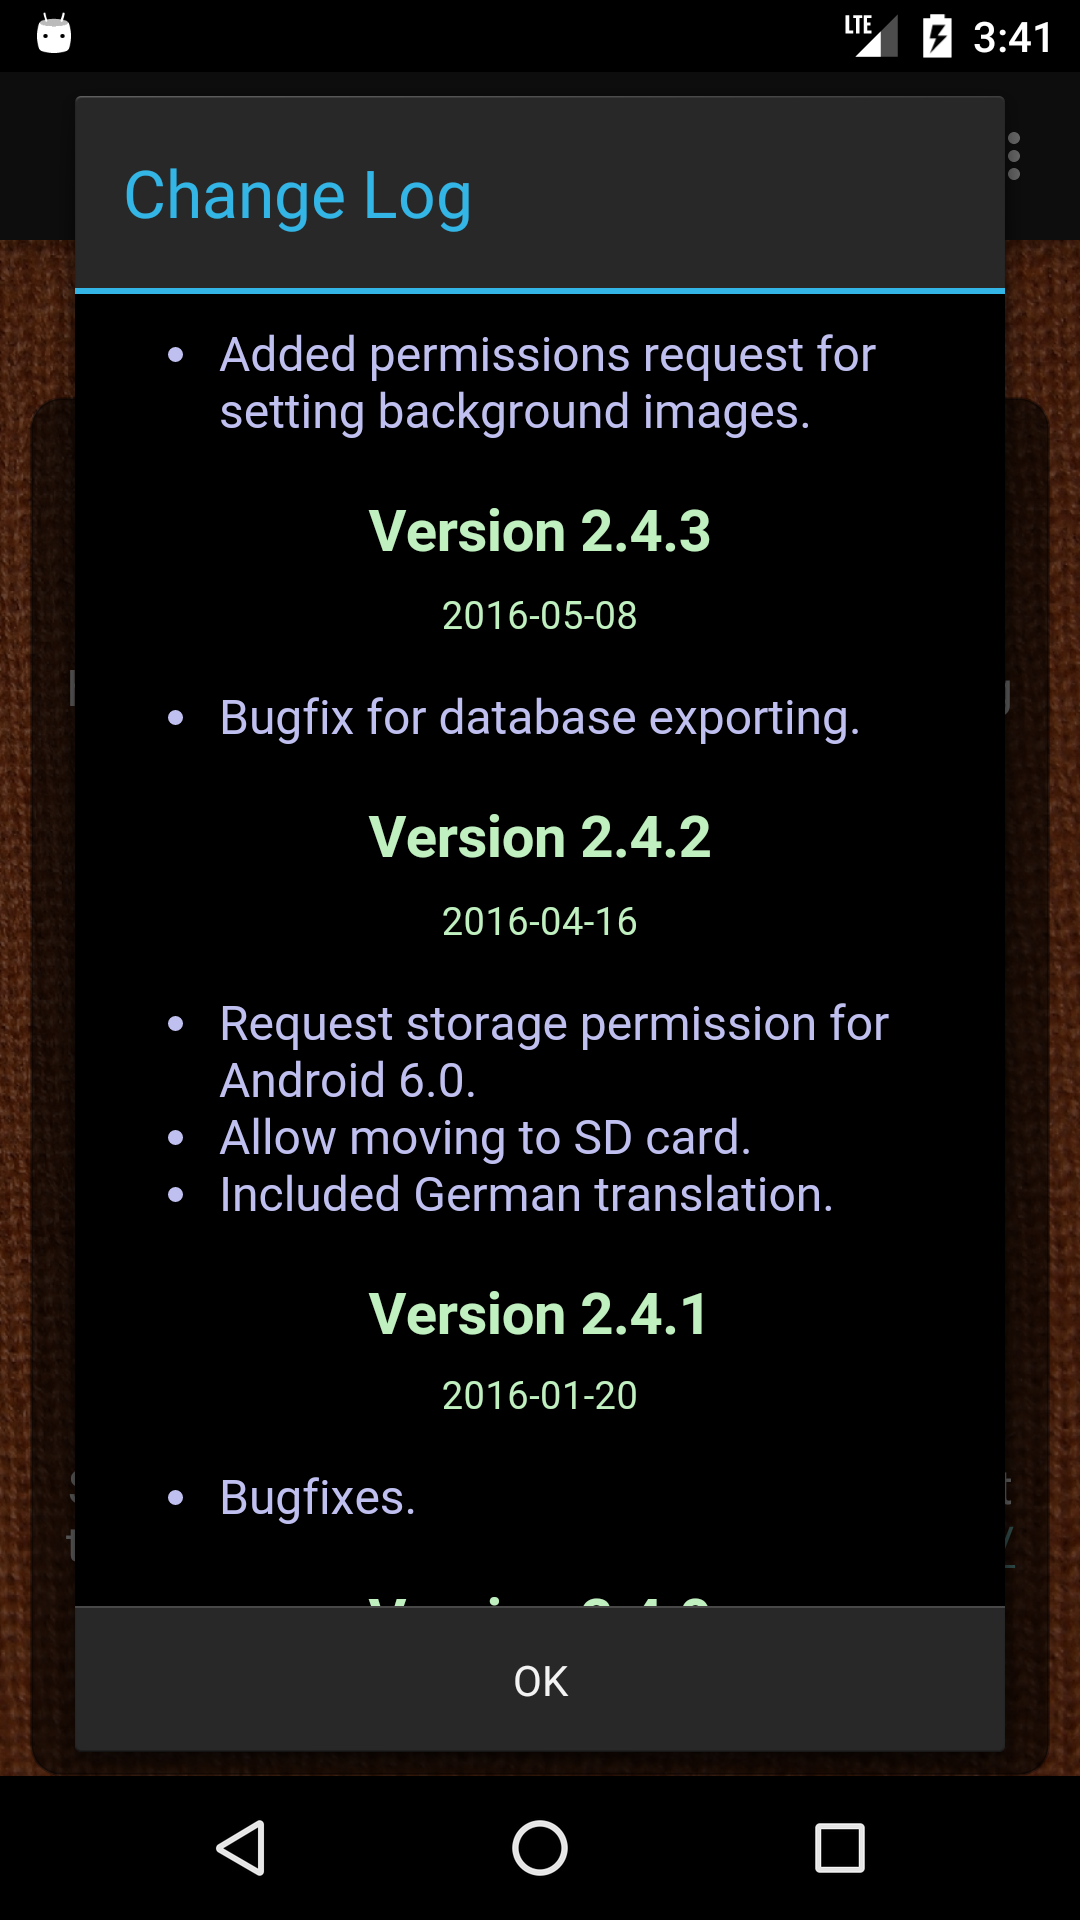 LTE 3:41
Change Log
• Added permissions request for
setting background images.
Version 2.4.3
2016-05-08
• Bugfix for database exporting.
Version 2.4.2
2016-04-16
• Request storage permission for
Android 6.0.
• Allow moving to SD card.
• Included German translation.
Version 2.4.1
2016-01-20
• Bugfixes.
OK